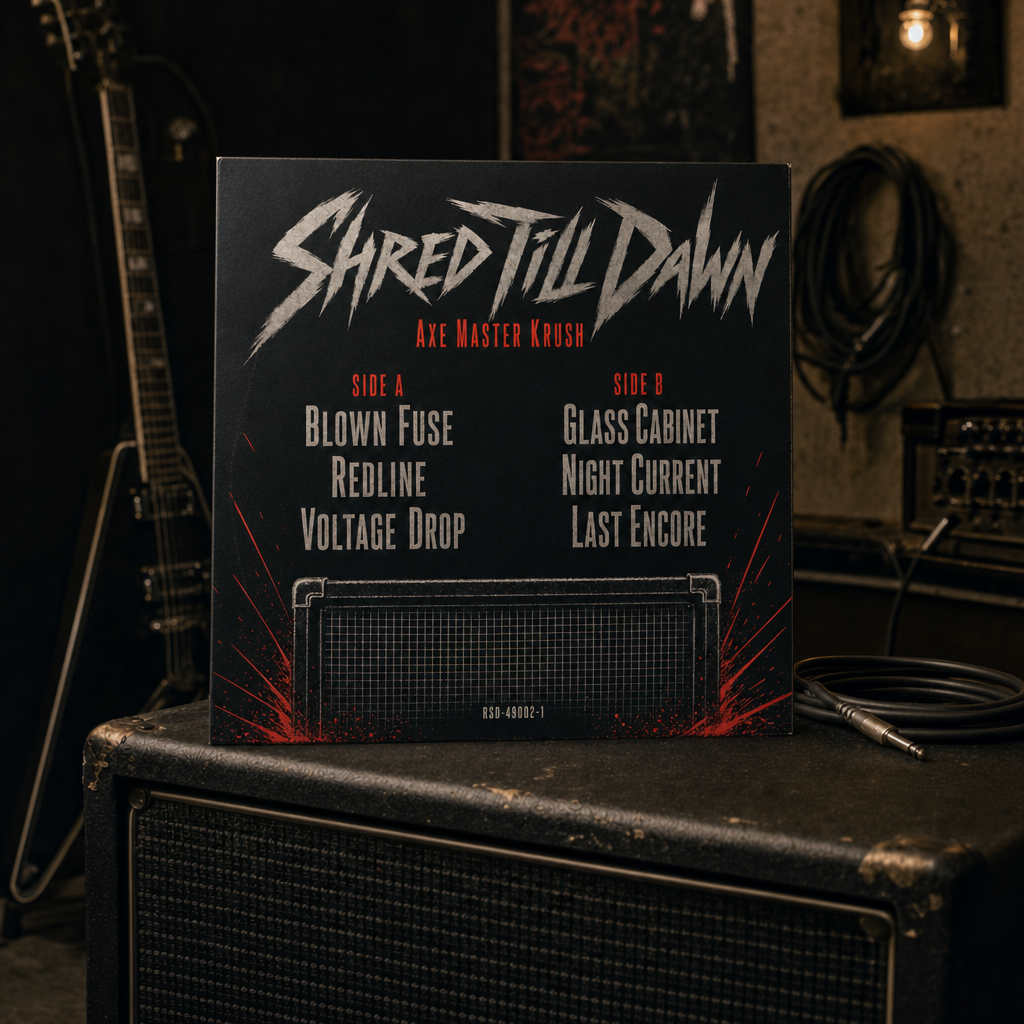 Shred Till Dawn
Axe Master Krush
SIDE A
Blown Fuse
Redline
Voltage Drop
SIDE B
Glass Cabinet
Night Current
Last Encore
RSD-49002-1